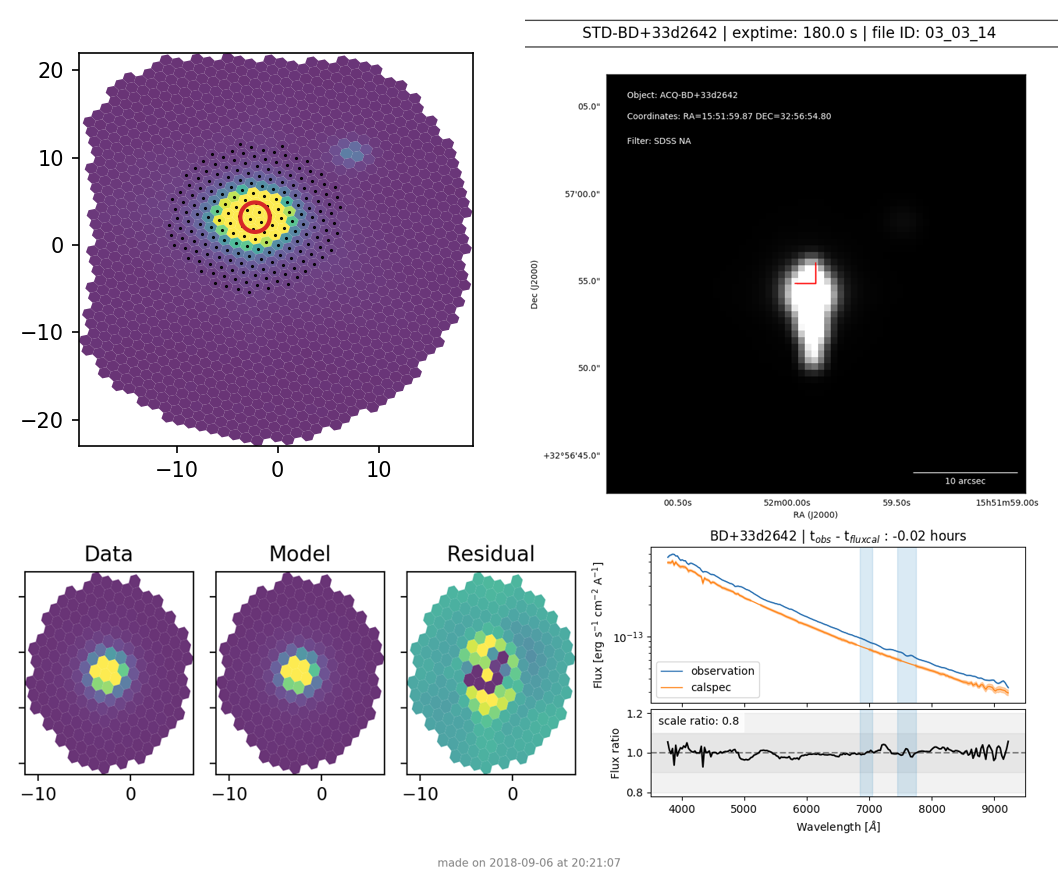 STD-BD+33d2642 | exptime: 180.0 s | file ID: 03_03_14
20
10
0
−10
−20
−10
0
10
Object: ACQ-BD+33d2642
Coordinates: RA=15:51:59.87 DEC=32:56:54.80
Filter: SDSS NA
05.0"
57'00.0"
55.0"
50.0"
+32°56'45.0"
Dec (J2000)
10 arcsec
00.50s
52m00.00s
59.50s
15h51m59.00s
RA (J2000)
Data
Model
Residual
−10
0
−10
0
−10
0
BD+33d2642 | t_obs - t_fluxcal : -0.02 hours
Flux [erg s⁻¹ cm⁻² A⁻¹]
10⁻¹³
observation
calspec
scale ratio: 0.8
Flux ratio
1.2
1.0
0.8
4000
5000
6000
7000
8000
9000
Wavelength [Å]
made on 2018-09-06 at 20:21:07